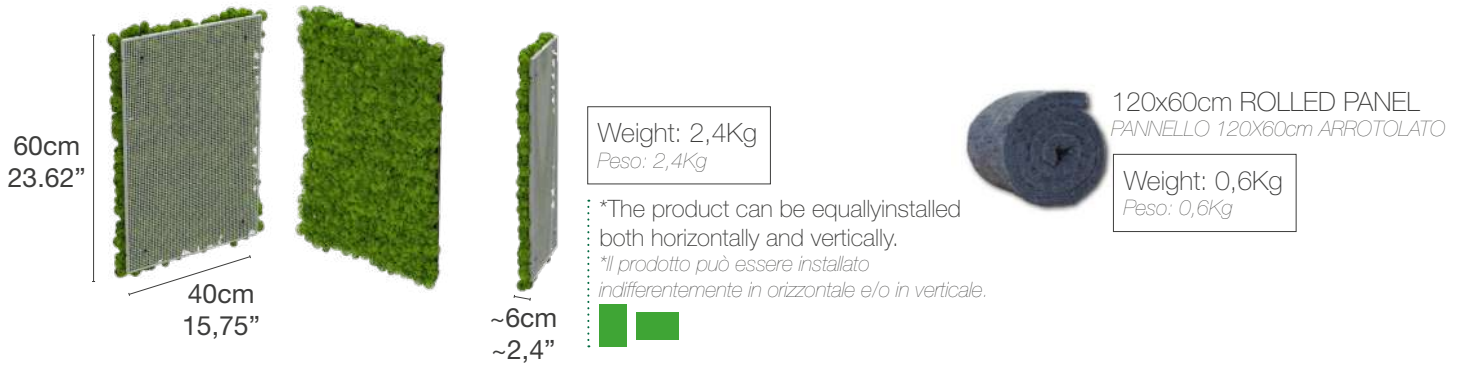 60cm
23.62”
40cm
15,75”
~6cm
~2,4”
Weight: 2,4Kg
Peso: 2,4Kg
*The product can be equallyinstalled
both horizontally and vertically.
*Il prodotto può essere installato
indifferentemente in orizzontale e/o in verticale.
120x60cm ROLLED PANEL
PANNELLO 120X60cm ARROTOLATO
Weight: 0,6Kg
Peso: 0,6Kg